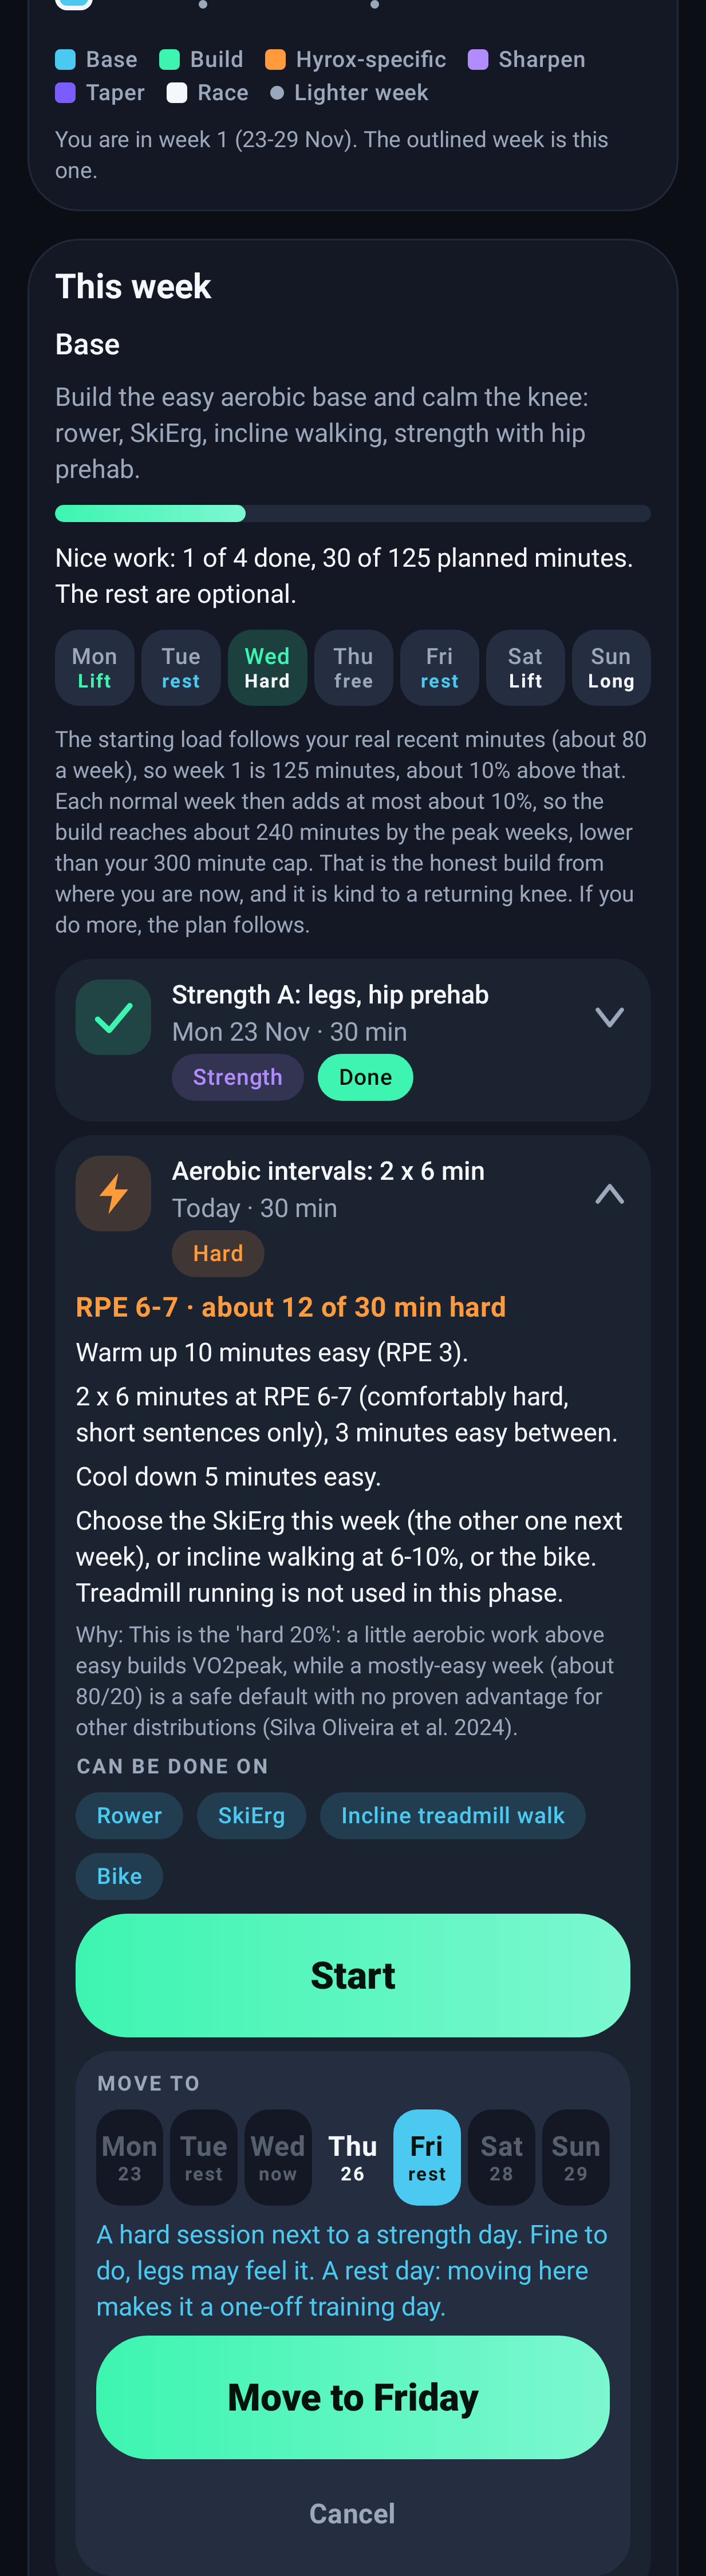 Base Build Hyrox-specific Sharpen
Taper Race Lighter week
You are in week 1 (23-29 Nov). The outlined week is this
one.
This week
Base
Build the easy aerobic base and calm the knee:
rower, SkiErg, incline walking, strength with hip
prehab.
Nice work: 1 of 4 done, 30 of 125 planned minutes.
The rest are optional.
Mon Tue Wed Thu Fri Sat Sun
Lift rest Hard free rest Lift Long
The starting load follows your real recent minutes (about 80
a week), so week 1 is 125 minutes, about 10% above that.
Each normal week then adds at most about 10%, so the
build reaches about 240 minutes by the peak weeks, lower
than your 300 minute cap. That is the honest build from
where you are now, and it is kind to a returning knee. If you
do more, the plan follows.
Strength A: legs, hip prehab
Mon 23 Nov · 30 min
Strength Done
Aerobic intervals: 2 x 6 min
Today · 30 min
Hard
RPE 6-7 · about 12 of 30 min hard
Warm up 10 minutes easy (RPE 3).
2 x 6 minutes at RPE 6-7 (comfortably hard,
short sentences only), 3 minutes easy between.
Cool down 5 minutes easy.
Choose the SkiErg this week (the other one next
week), or incline walking at 6-10%, or the bike.
Treadmill running is not used in this phase.
Why: This is the 'hard 20%': a little aerobic work above
easy builds VO2peak, while a mostly-easy week (about
80/20) is a safe default with no proven advantage for
other distributions (Silva Oliveira et al. 2024).
CAN BE DONE ON
Rower SkiErg Incline treadmill walk
Bike
Start
MOVE TO
Mon Tue Wed Thu Fri Sat Sun
23 rest now 26 rest 28 29
A hard session next to a strength day. Fine to
do, legs may feel it. A rest day: moving here
makes it a one-off training day.
Move to Friday
Cancel